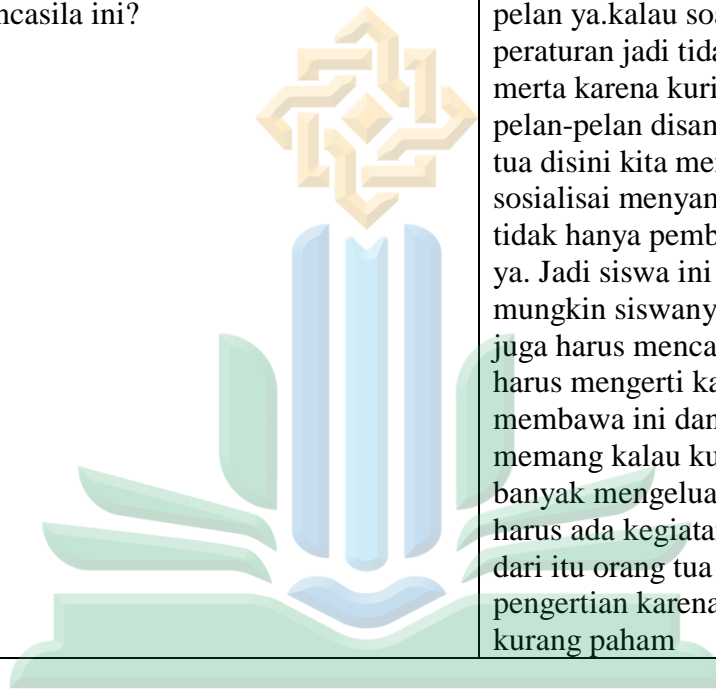 ncasila ini?
pelan ya.kalau soa
peraturan jadi tida
merta karena kuri
pelan-pelan disan
tua disini kita me
sosialisai menyan
tidak hanya pemb
ya. Jadi siswa ini
mungkin siswany
juga harus menca
harus mengerti ka
membawa ini dan
memang kalau ku
banyak mengelua
harus ada kegiata
dari itu orang tua
pengertian karena
kurang paham